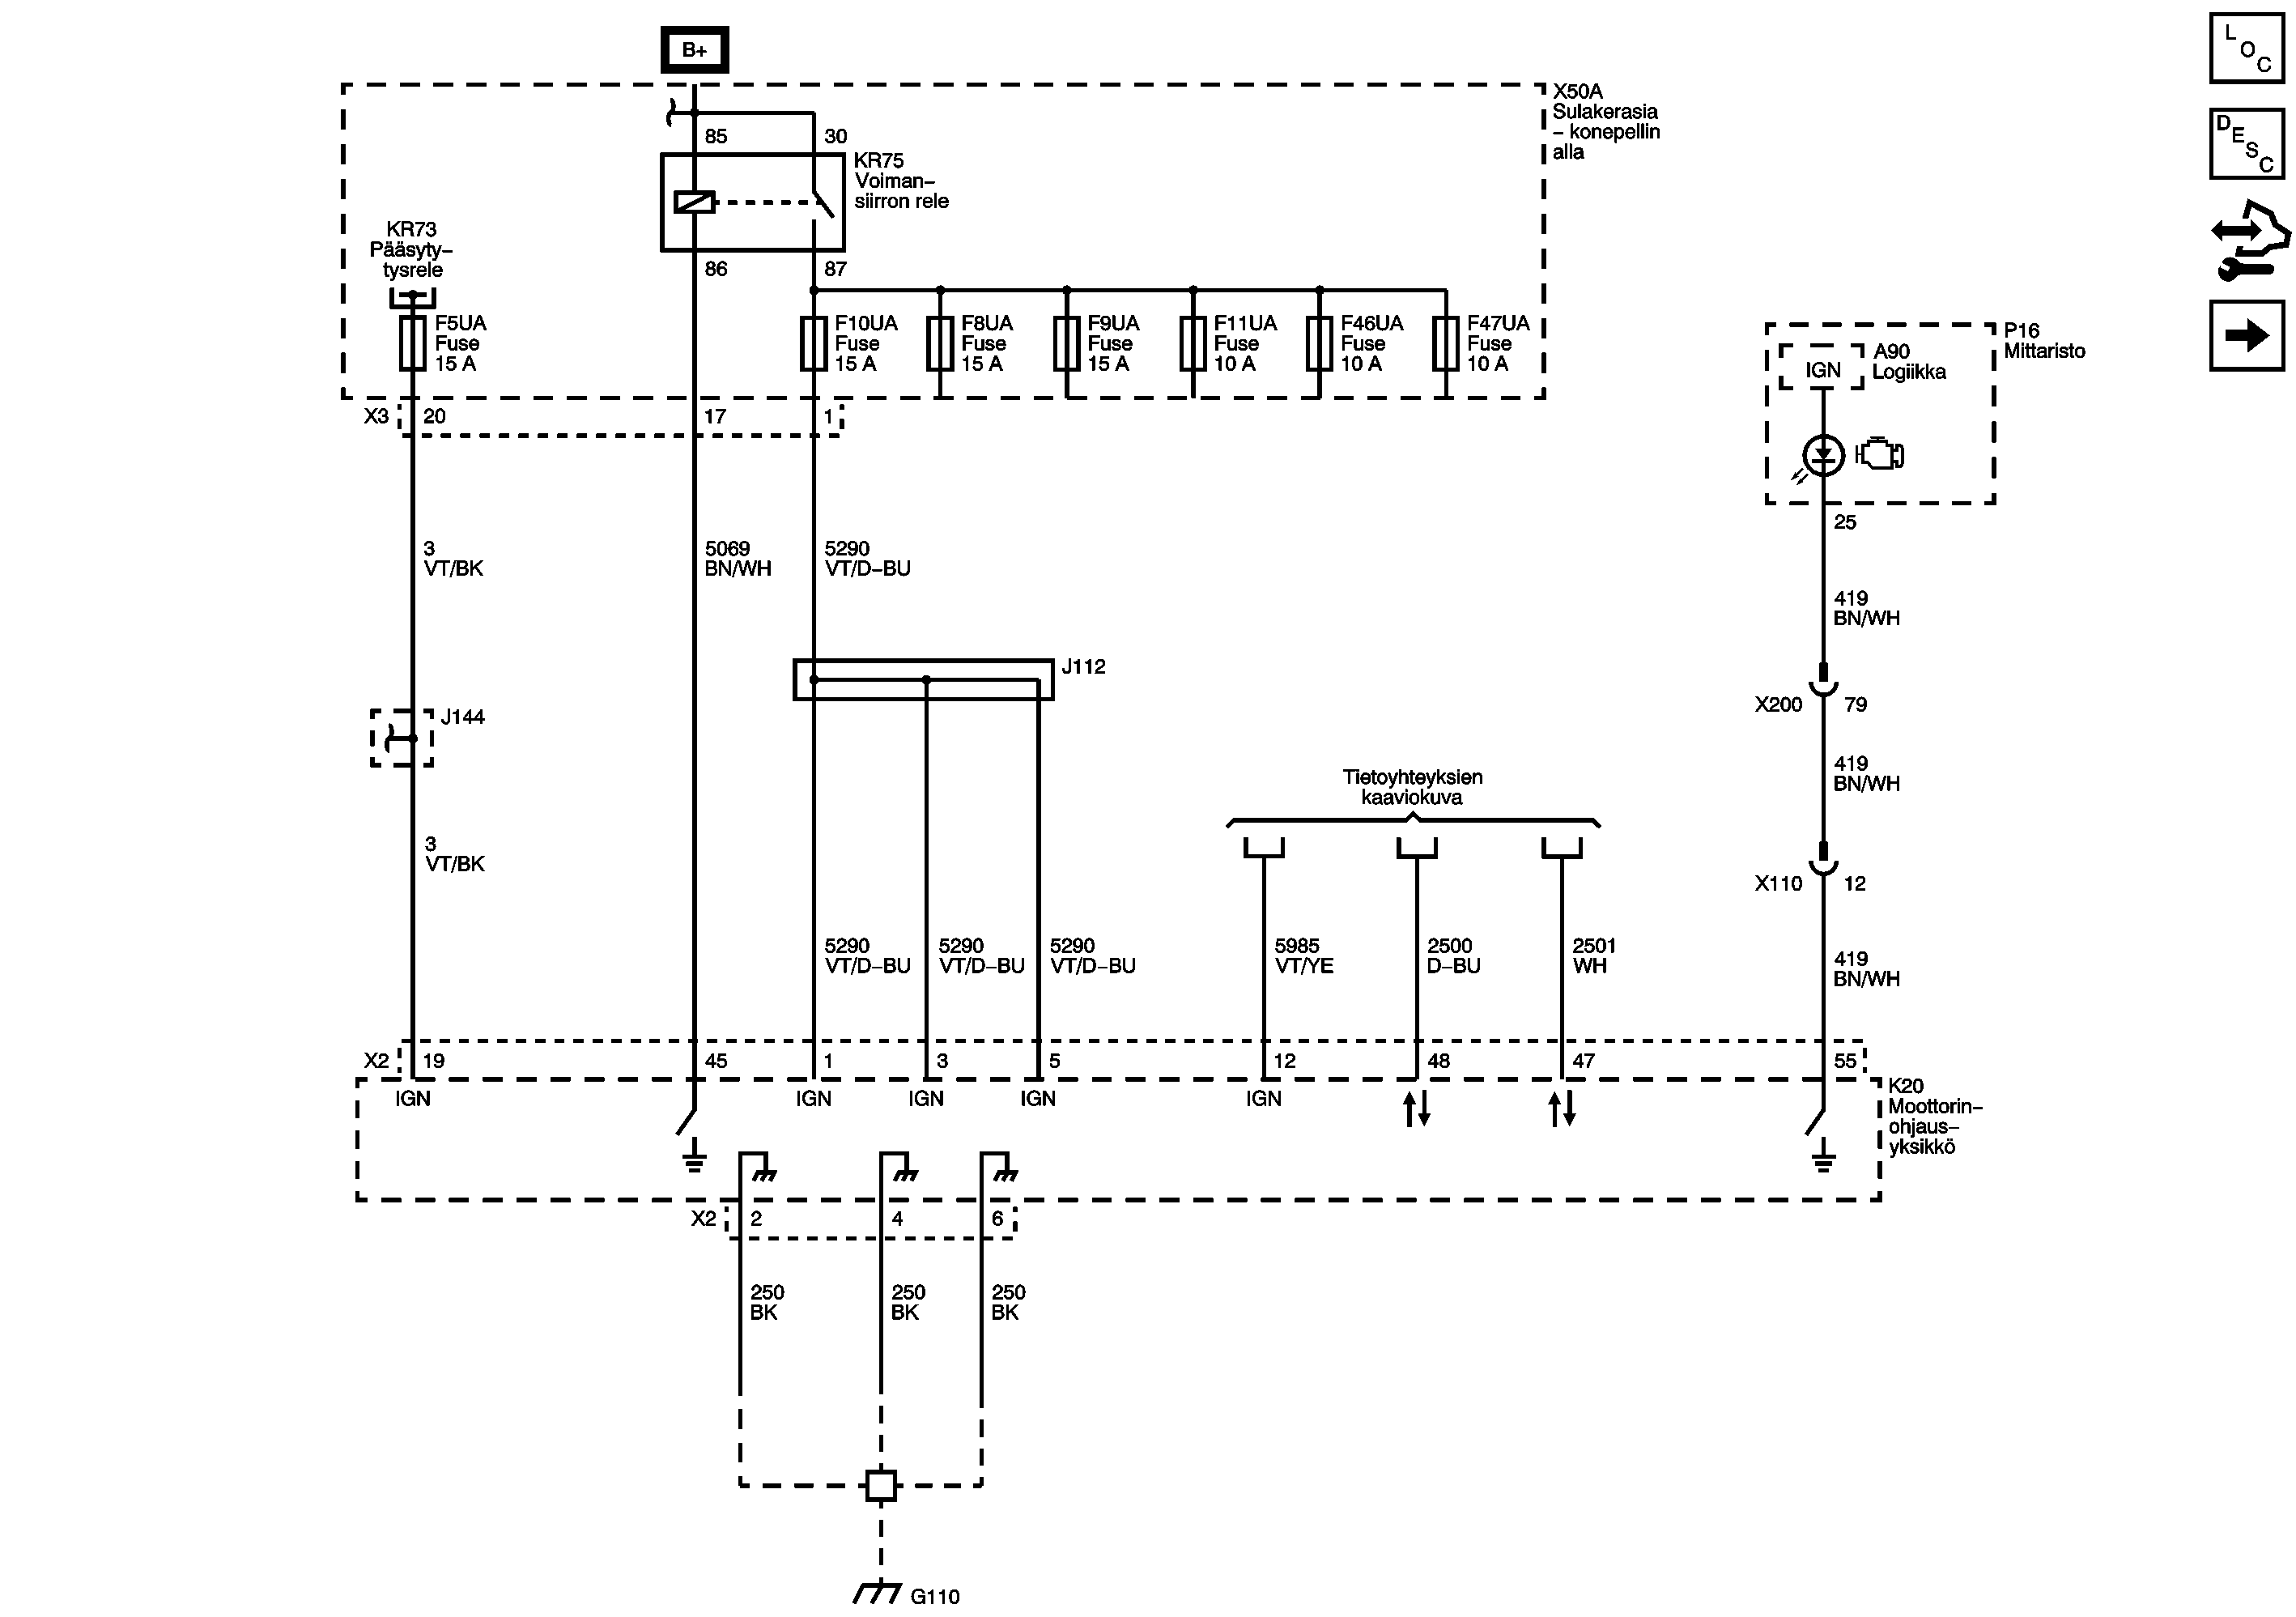 B+
L
O
C
D
E
S
C
X50A
Sulakerasia
– konepellin
alla
85
30
KR75
Voiman–
siirron rele
86
87
KR73
Pääsyty–
tysrele
F5UA
Fuse
15 A
F10UA
Fuse
15 A
F8UA
Fuse
15 A
F9UA
Fuse
15 A
F11UA
Fuse
10 A
F46UA
Fuse
10 A
F47UA
Fuse
10 A
P16
Mittaristo
IGN
A90
Logiikka
X3
20
17
1
25
3
VT/BK
5069
BN/WH
5290
VT/D–BU
419
BN/WH
J112
X200
79
J144
419
BN/WH
Tietoyhteyksien
kaaviokuva
3
VT/BK
X110
12
5290
VT/D–BU
5290
VT/D–BU
5290
VT/D–BU
5985
VT/YE
2500
D–BU
2501
WH
419
BN/WH
X2
19
45
1
3
5
12
48
47
55
IGN
IGN
IGN
IGN
IGN
K20
Moottorin–
ohjaus–
yksikkö
X2
2
4
6
250
BK
250
BK
250
BK
G110